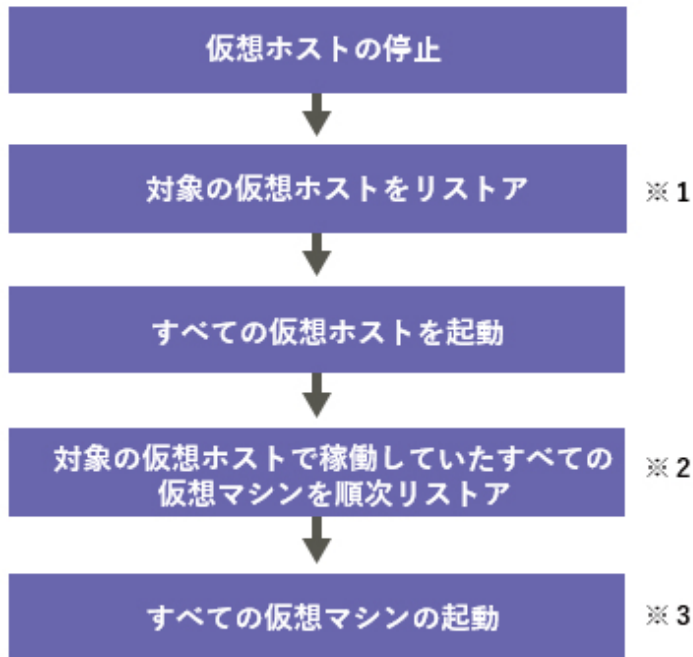 仮想ホストの停止
対象の仮想ホストをリストア ※1
すべての仮想ホストを起動
対象の仮想ホストで稼働していたすべての
仮想マシンを順次リストア ※2
すべての仮想マシンの起動 ※3